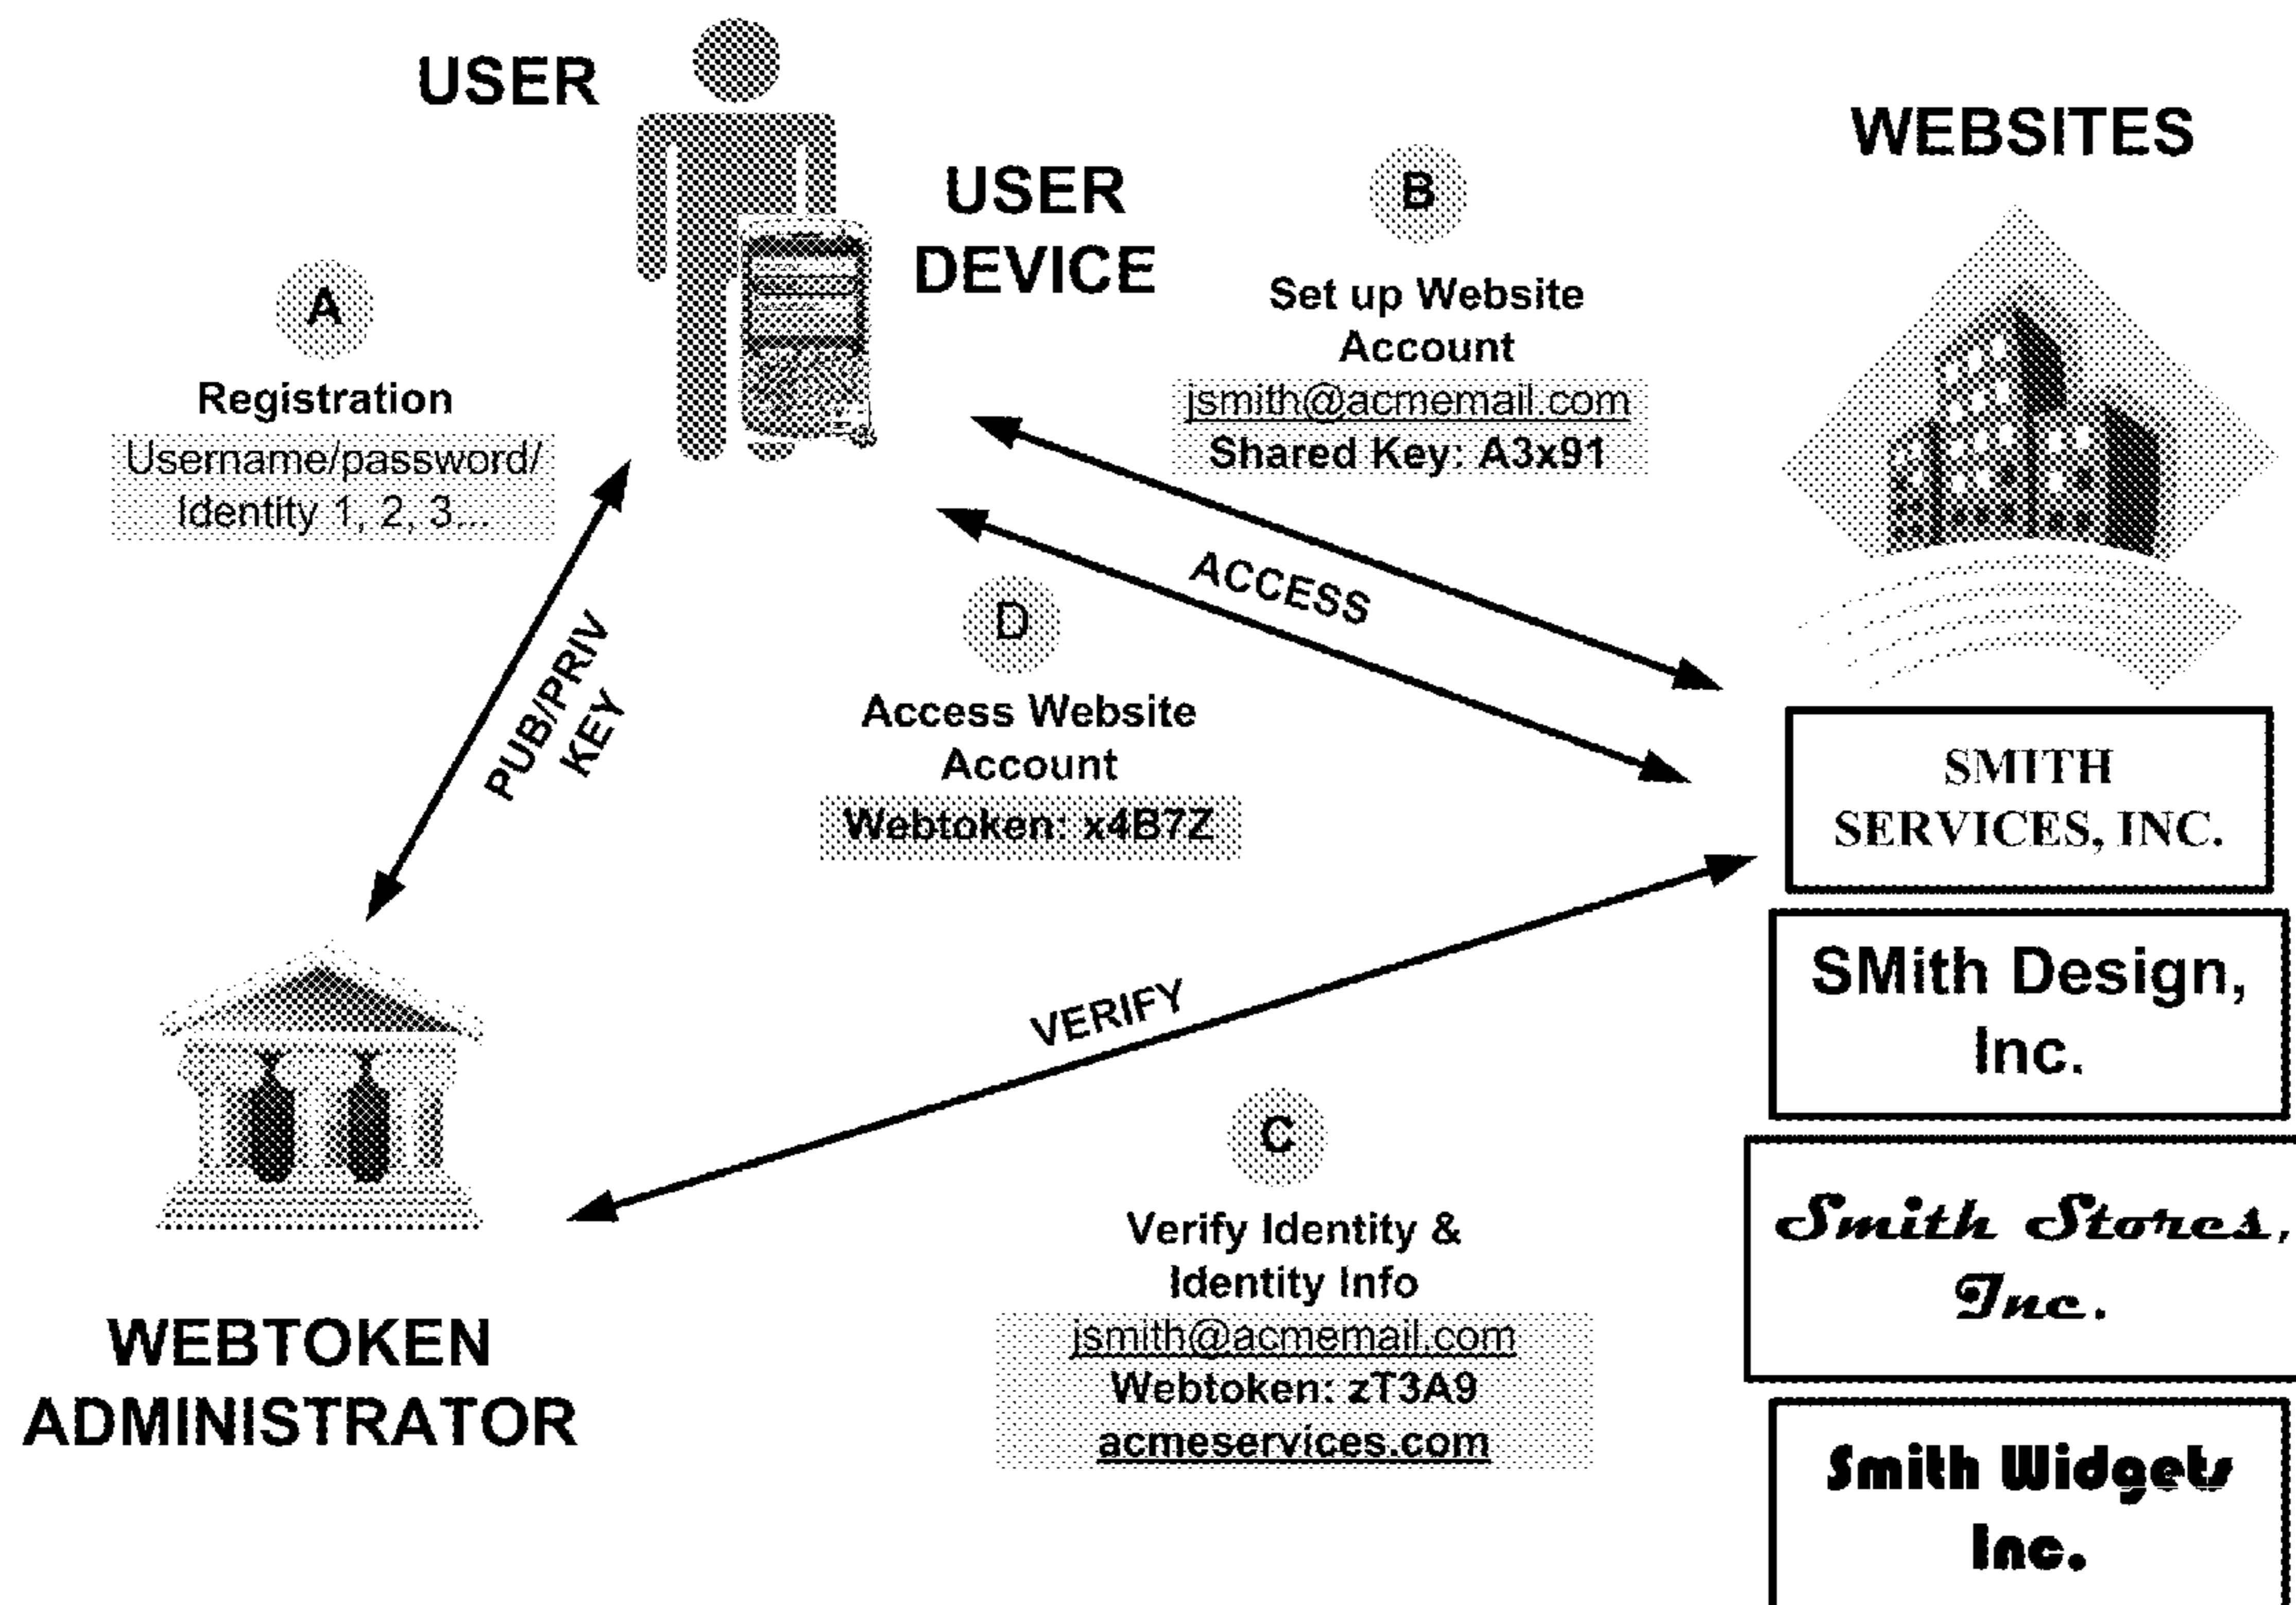 USER
USER
DEVICE
WEBSITES
A
Registration
Username/password/
Identity 1, 2, 3...
B
Set up Website
Account
jsmith@acmemail.com
Shared Key: A3x91
ACCESS
PUB/PRIV
KEY
D
Access Website
Account
Webtoken: x4B7Z
VERIFY
C
Verify Identity &
Identity Info
jsmith@acmemail.com
Webtoken: zT3A9
acmeservices.com
WEBTOKEN
ADMINISTRATOR
SMITH
SERVICES, INC.
SMith Design,
Inc.
Smith Stores,
Inc.
Smith Widgets
Inc.